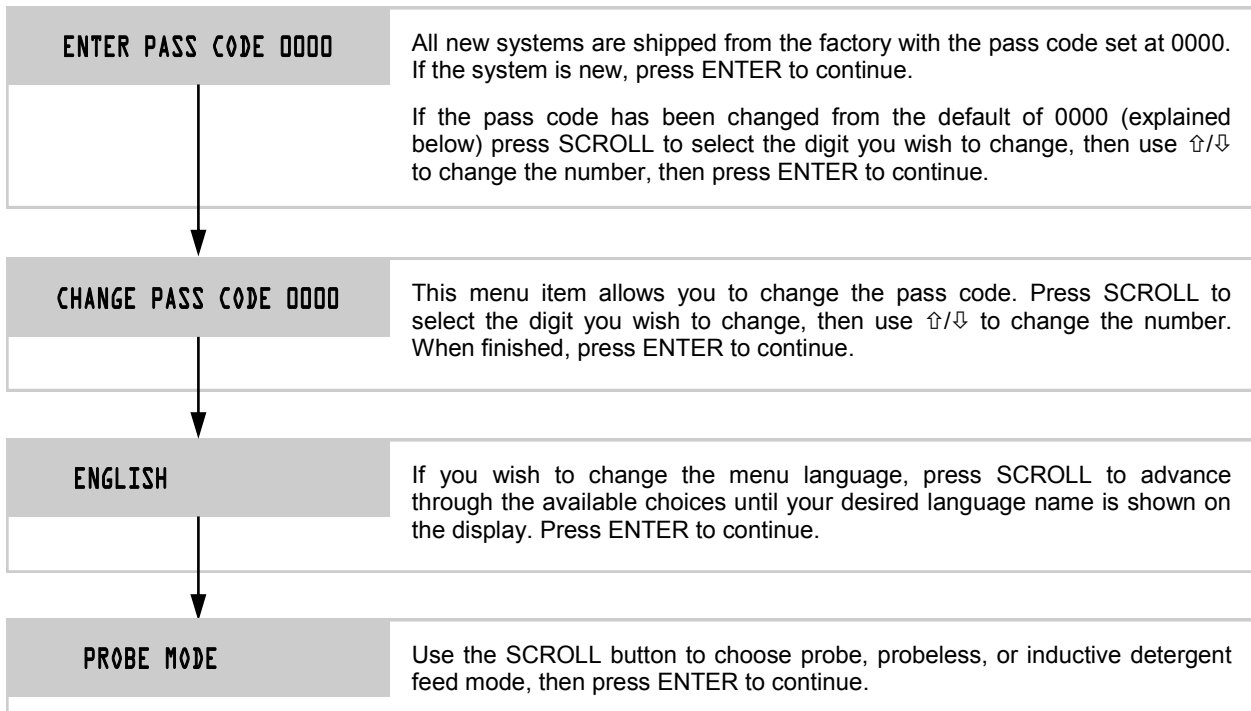 ENTER PASS CODE 0000
All new systems are shipped from the factory with the pass code set at 0000.
If the system is new, press ENTER to continue.
If the pass code has been changed from the default of 0000 (explained
below) press SCROLL to select the digit you wish to change, then use ⇧/⇩
to change the number, then press ENTER to continue.
CHANGE PASS CODE 0000
This menu item allows you to change the pass code. Press SCROLL to
select the digit you wish to change, then use ⇧/⇩ to change the number.
When finished, press ENTER to continue.
ENGLISH
If you wish to change the menu language, press SCROLL to advance
through the available choices until your desired language name is shown on
the display. Press ENTER to continue.
PROBE MODE
Use the SCROLL button to choose probe, probeless, or inductive detergent
feed mode, then press ENTER to continue.